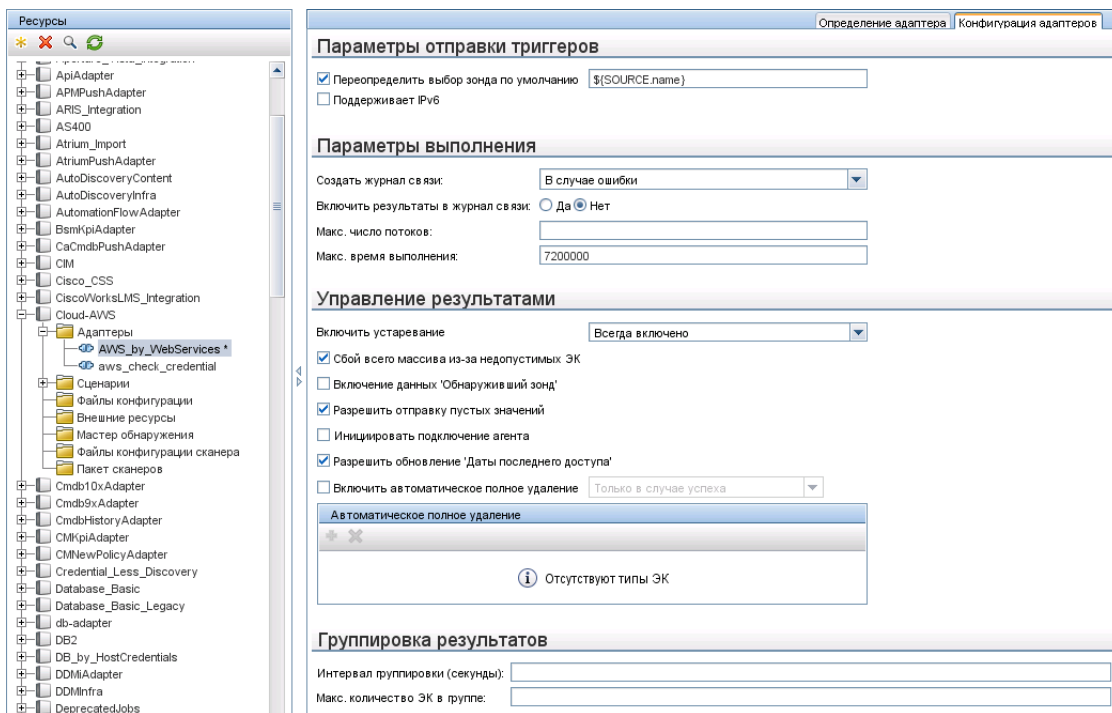 Ресурсы
ApiAdapter
APMPushAdapter
ARIS_Integration
AS400
Atrium_Import
AtriumPushAdapter
AutoDiscoveryContent
AutoDiscoveryInfra
AutomationFlowAdapter
BsmKpiAdapter
CaCmdbPushAdapter
CIM
Cisco_CSS
CiscoWorksLMS_Integration
Cloud-AWS
Адаптеры
AWS_by_WebServices *
aws_check_credential
Сценарии
Файлы конфигурации
Внешние ресурсы
Мастер обнаружения
Файлы конфигурации сканера
Пакет сканеров
Cmdb10xAdapter
Cmdb9xAdapter
CmdbHistoryAdapter
CMKpiAdapter
CMNewPolicyAdapter
Credential_Less_Discovery
Database_Basic
Database_Basic_Legacy
db-adapter
DB2
DB_by_HostCredentials
DDMiAdapter
DDMInfra
DeprecatedJobs
Определение адаптера
Конфигурация адаптеров
Параметры отправки триггеров
Переопределить выбор зонда по умолчанию ${SOURCE.name}
Поддерживает IPv6
Параметры выполнения
Создать журнал связи: В случае ошибки
Включить результаты в журнал связи: Да Нет
Макс. число потоков:
Макс. время выполнения: 7200000
Управление результатами
Включить устаревание Всегда включено
Сбой всего массива из-за недопустимых ЭК
Включение данных 'Обнаруживший зонд'
Разрешить отправку пустых значений
Инициировать подключение агента
Разрешить обновление 'Даты последнего доступа'
Включить автоматическое полное удаление Только в случае успеха
Автоматическое полное удаление
Отсутствуют типы ЭК
Группировка результатов
Интервал группировки (секунды):
Макс. количество ЭК в группе: